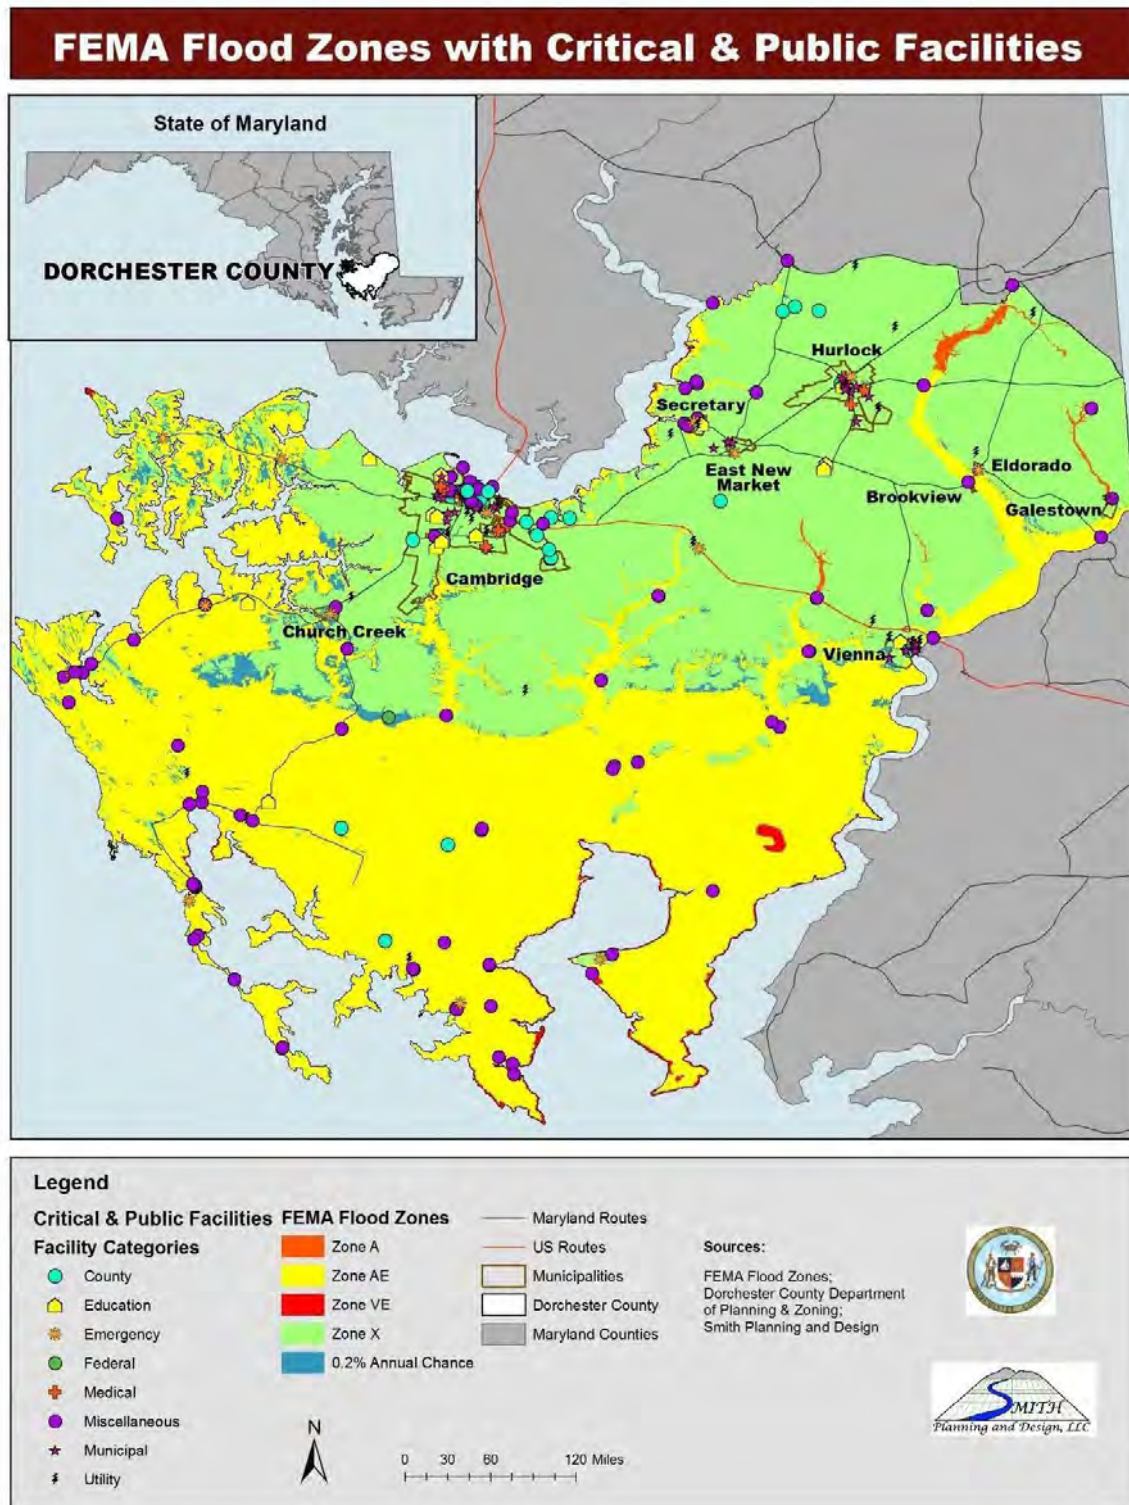 FEMA Flood Zones with Critical & Public Facilities
State of Maryland
DORCHESTER COUNTY
Hurlock
Secretary
East New
Market
Eldorado
Brookview
Galestown
Cambridge
Church Creek
Vienna
Legend
Critical & Public Facilities
Facility Categories
County
Education
Emergency
Federal
Medical
Miscellaneous
Municipal
Utility
FEMA Flood Zones
Zone A
Zone AE
Zone VE
Zone X
0.2% Annual Chance
Maryland Routes
US Routes
Municipalities
Dorchester County
Maryland Counties
N
0 30 60 120 Miles
Sources:
FEMA Flood Zones;
Dorchester County Department
of Planning & Zoning;
Smith Planning and Design
SMITH
Planning and Design, LLC